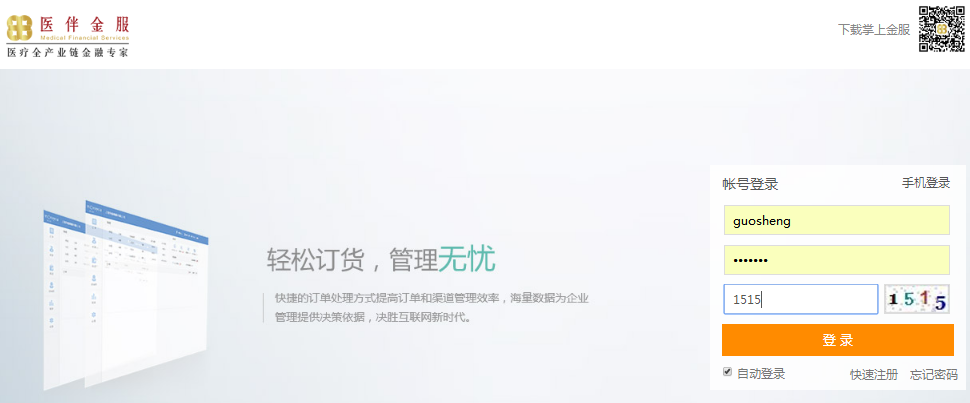 医伴金服
Medical Financial Services
医疗全产业链金融专家
下载掌上金服
轻松订货，管理无忧
快捷的订单处理方式提高订单和渠道管理效率，海量数据为企业
管理提供决策依据，决胜互联网新时代。
帐号登录 手机登录
guosheng
•••••••
1515 1515
登录
自动登录 快速注册 忘记密码